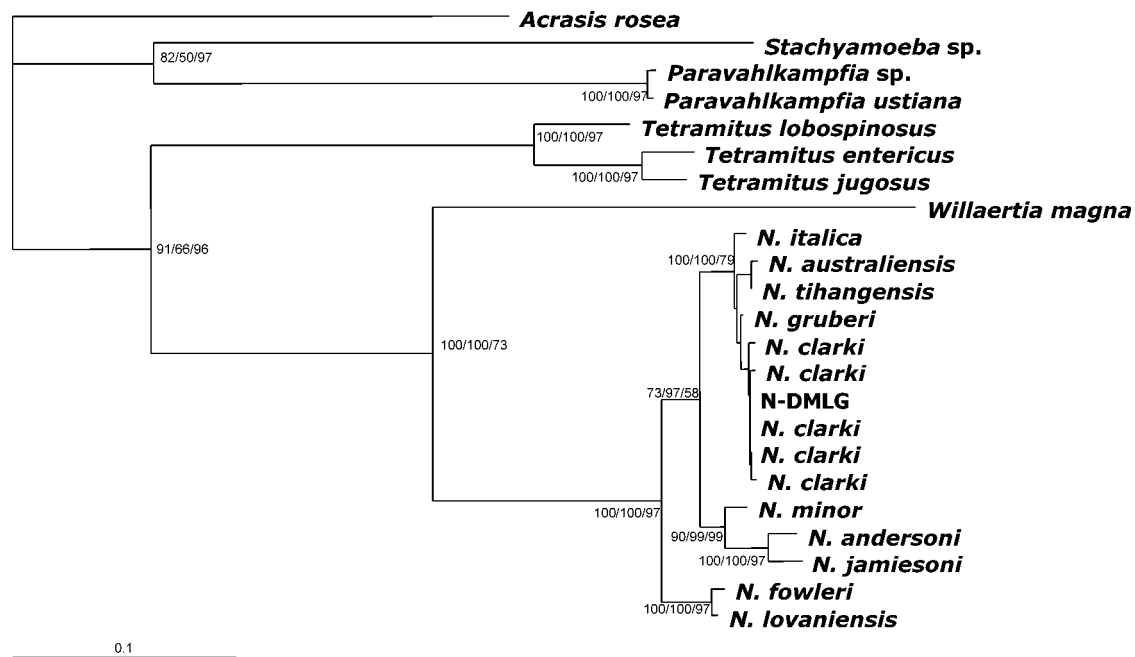 Acrasis rosea
Stachyamoeba sp.
82/50/97
Paravahlkampfia sp.
100/100/97
Paravahlkampfia ustiana
Tetramitus lobospinosus
100/100/97
Tetramitus entericus
100/100/97
Tetramitus jugosus
Willaertia magna
91/66/96
N. italica
100/100/79
N. australiensis
N. tihangensis
N. gruberi
100/100/73
N. clarki
N. clarki
73/97/58
N-DMLG
N. clarki
N. clarki
N. clarki
100/100/97
N. minor
90/99/99
N. andersoni
100/100/97
N. jamiesoni
N. fowleri
100/100/97
N. lovaniensis
0.1